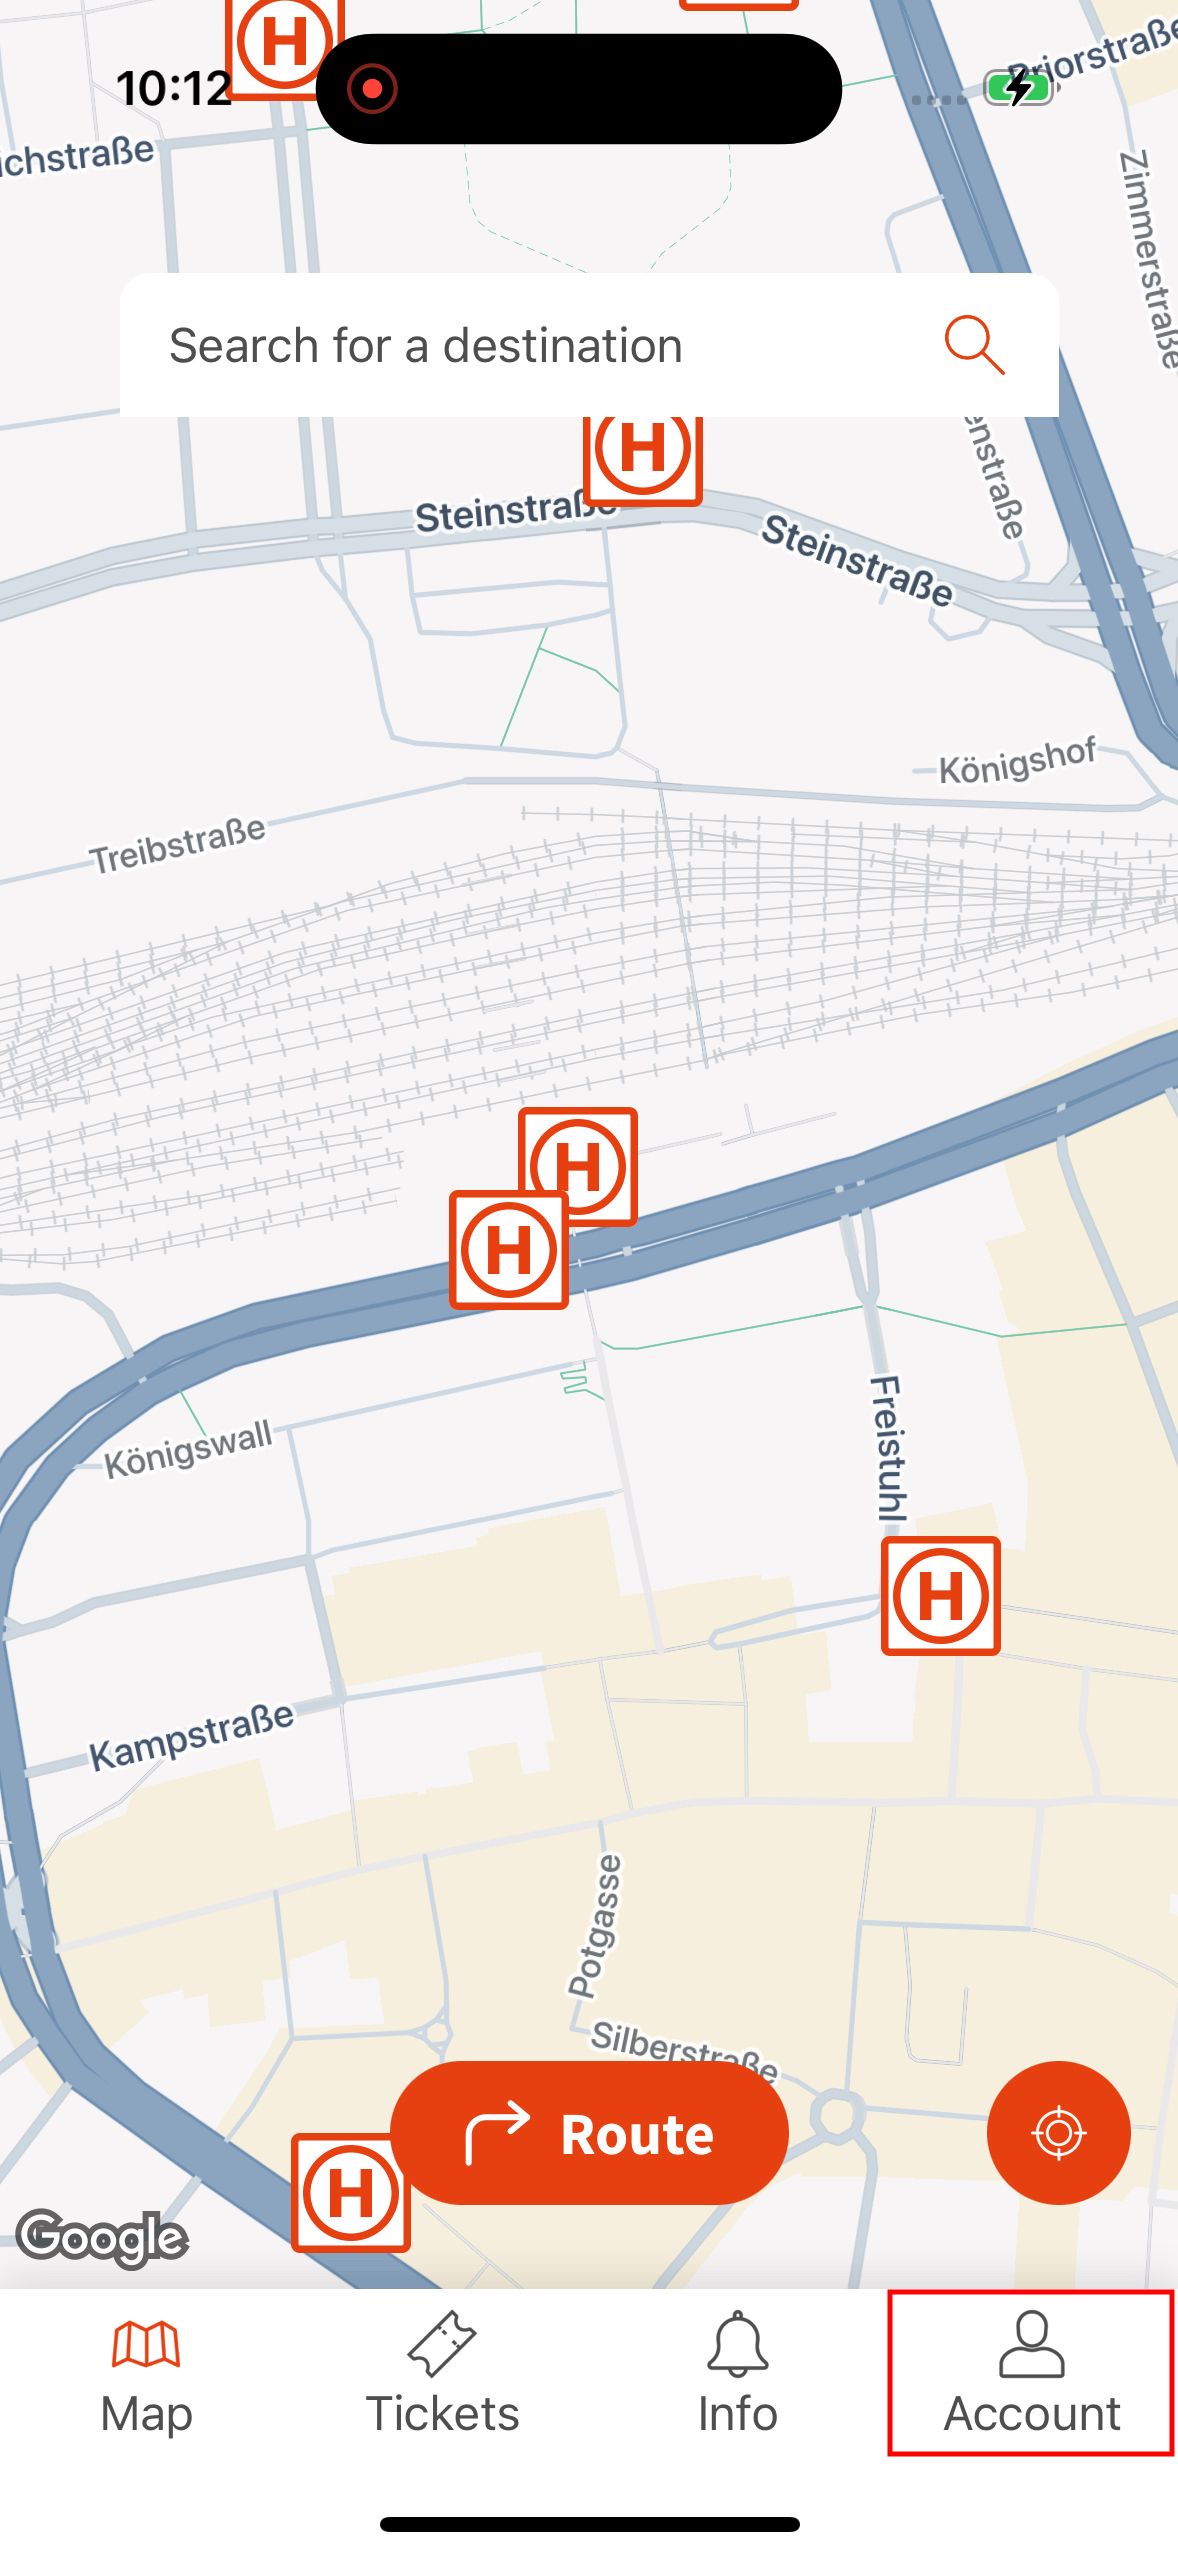 H
10:12
Priorstraße
Zimmerstraße
Search for a destination
H
Steinstraße
Steinstraße
Königshof
Treibstraße
H
H
Königswall
Freistuhl
H
Kampstraße
Potgasse
Silberstraße
Route
H
Google
Map
Tickets
Info
Account